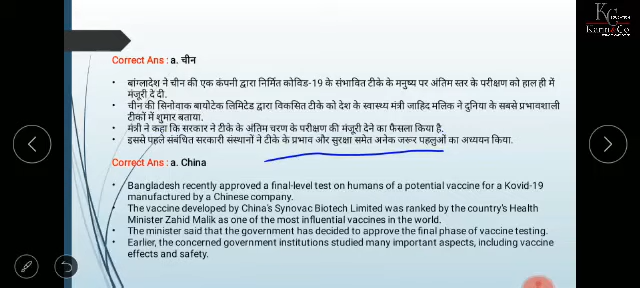 KC
Karni&Co
Correct Ans : a. चीन
• बांग्लादेश ने चीन की एक कंपनी द्वारा निर्मित कोविड-19 के संभावित टीके के मनुष्य पर अंतिम स्तर के परीक्षण को हाल ही में
मंजूरी दे दी.
• चीन की सिनोवाक बायोटेक लिमिटेड द्वारा विकसित टीके को देश के स्वास्थ्य मंत्री जाहिद मलिक ने दुनिया के सबसे प्रभावशाली
टीकों में शुमार बताया.
• मंत्री ने कहा कि सरकार ने टीके के अंतिम चरण के परीक्षण की मंजूरी देने का फैसला किया है.
• इससे पहले संबंधित सरकारी संस्थानों ने टीके के प्रभाव और सुरक्षा समेत अनेक जरूर पहलुओं का अध्ययन किया.
Correct Ans : a. China
• Bangladesh recently approved a final-level test on humans of a potential vaccine for a Kovid-19
manufactured by a Chinese company.
• The vaccine developed by China's Synovac Biotech Limited was ranked by the country's Health
Minister Zahid Malik as one of the most influential vaccines in the world.
• The minister said that the government has decided to approve the final phase of vaccine testing.
• Earlier, the concerned government institutions studied many important aspects, including vaccine
effects and safety.